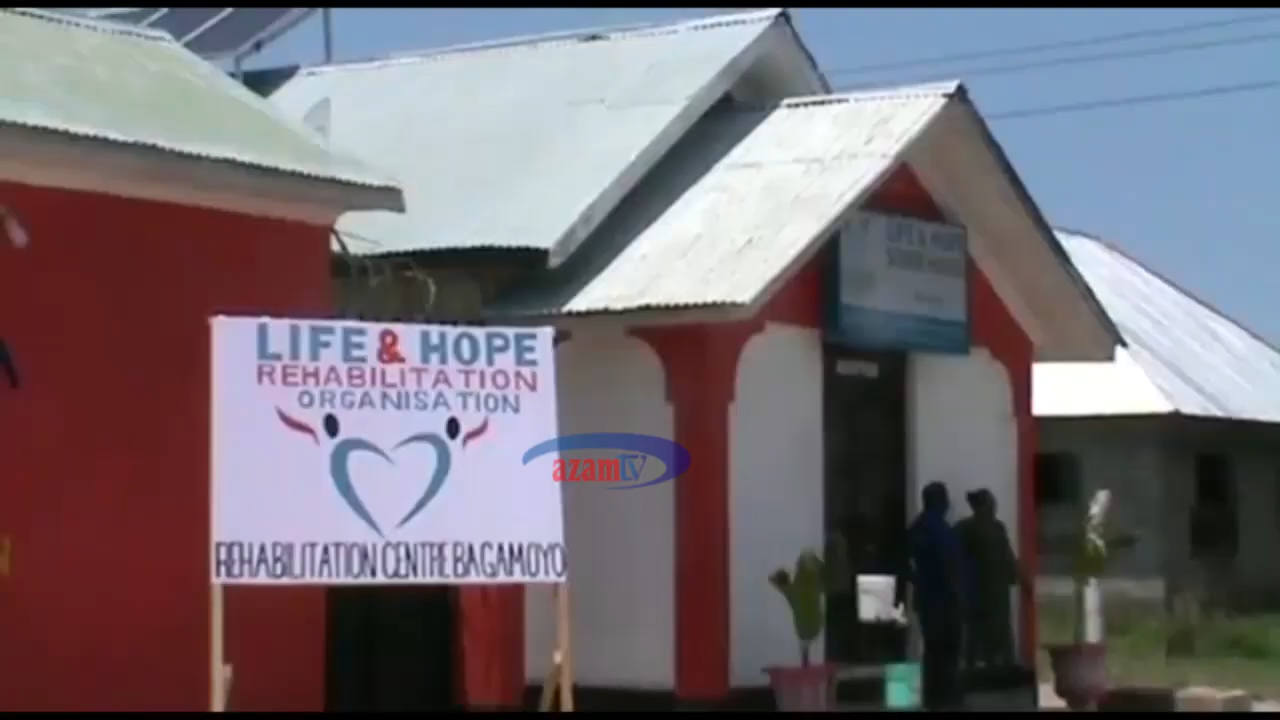 LIFE & HOPE
REHABILITATION
ORGANISATION
REHABILITATION CENTRE BAGAMOYO
azamtv
LIFE & HOPE